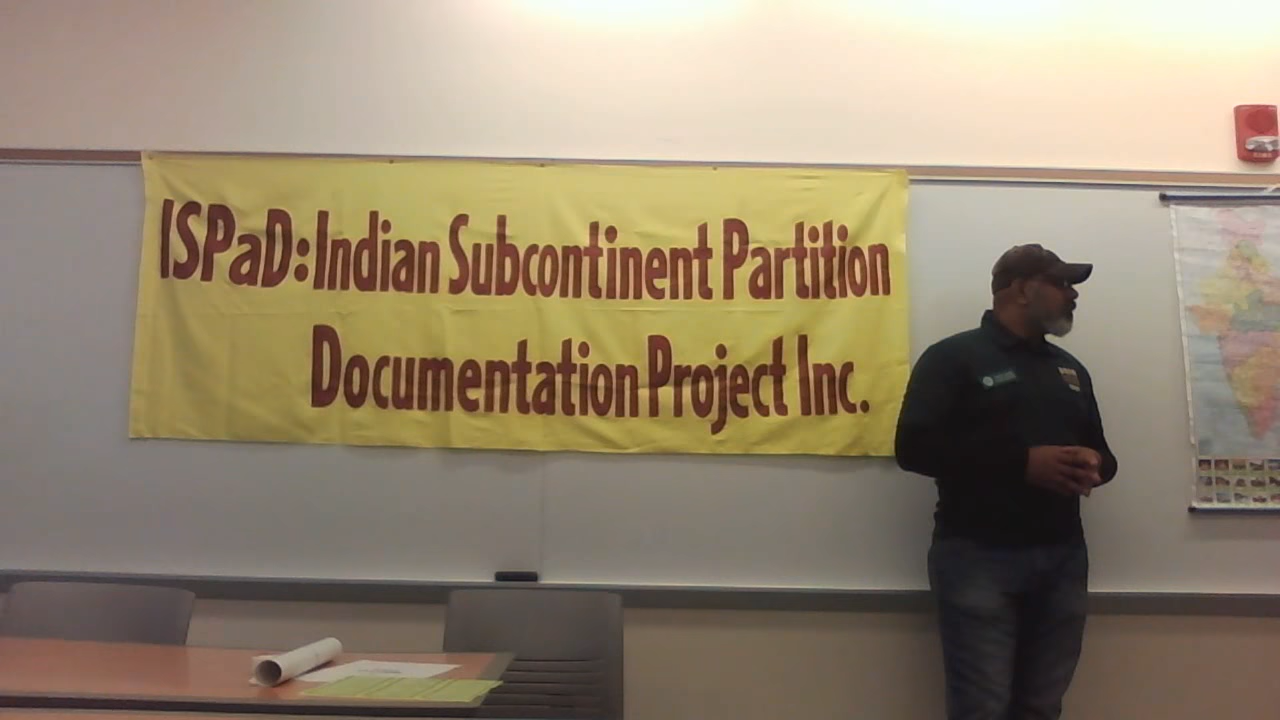 ISPaD: Indian Subcontinent Partition
Documentation Project Inc.